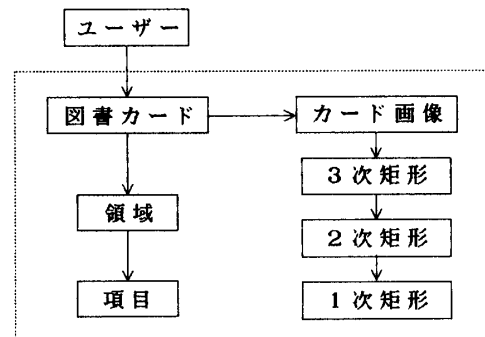 ユーザー
図書カード
カード画像
3次矩形
領域
2次矩形
項目
1次矩形